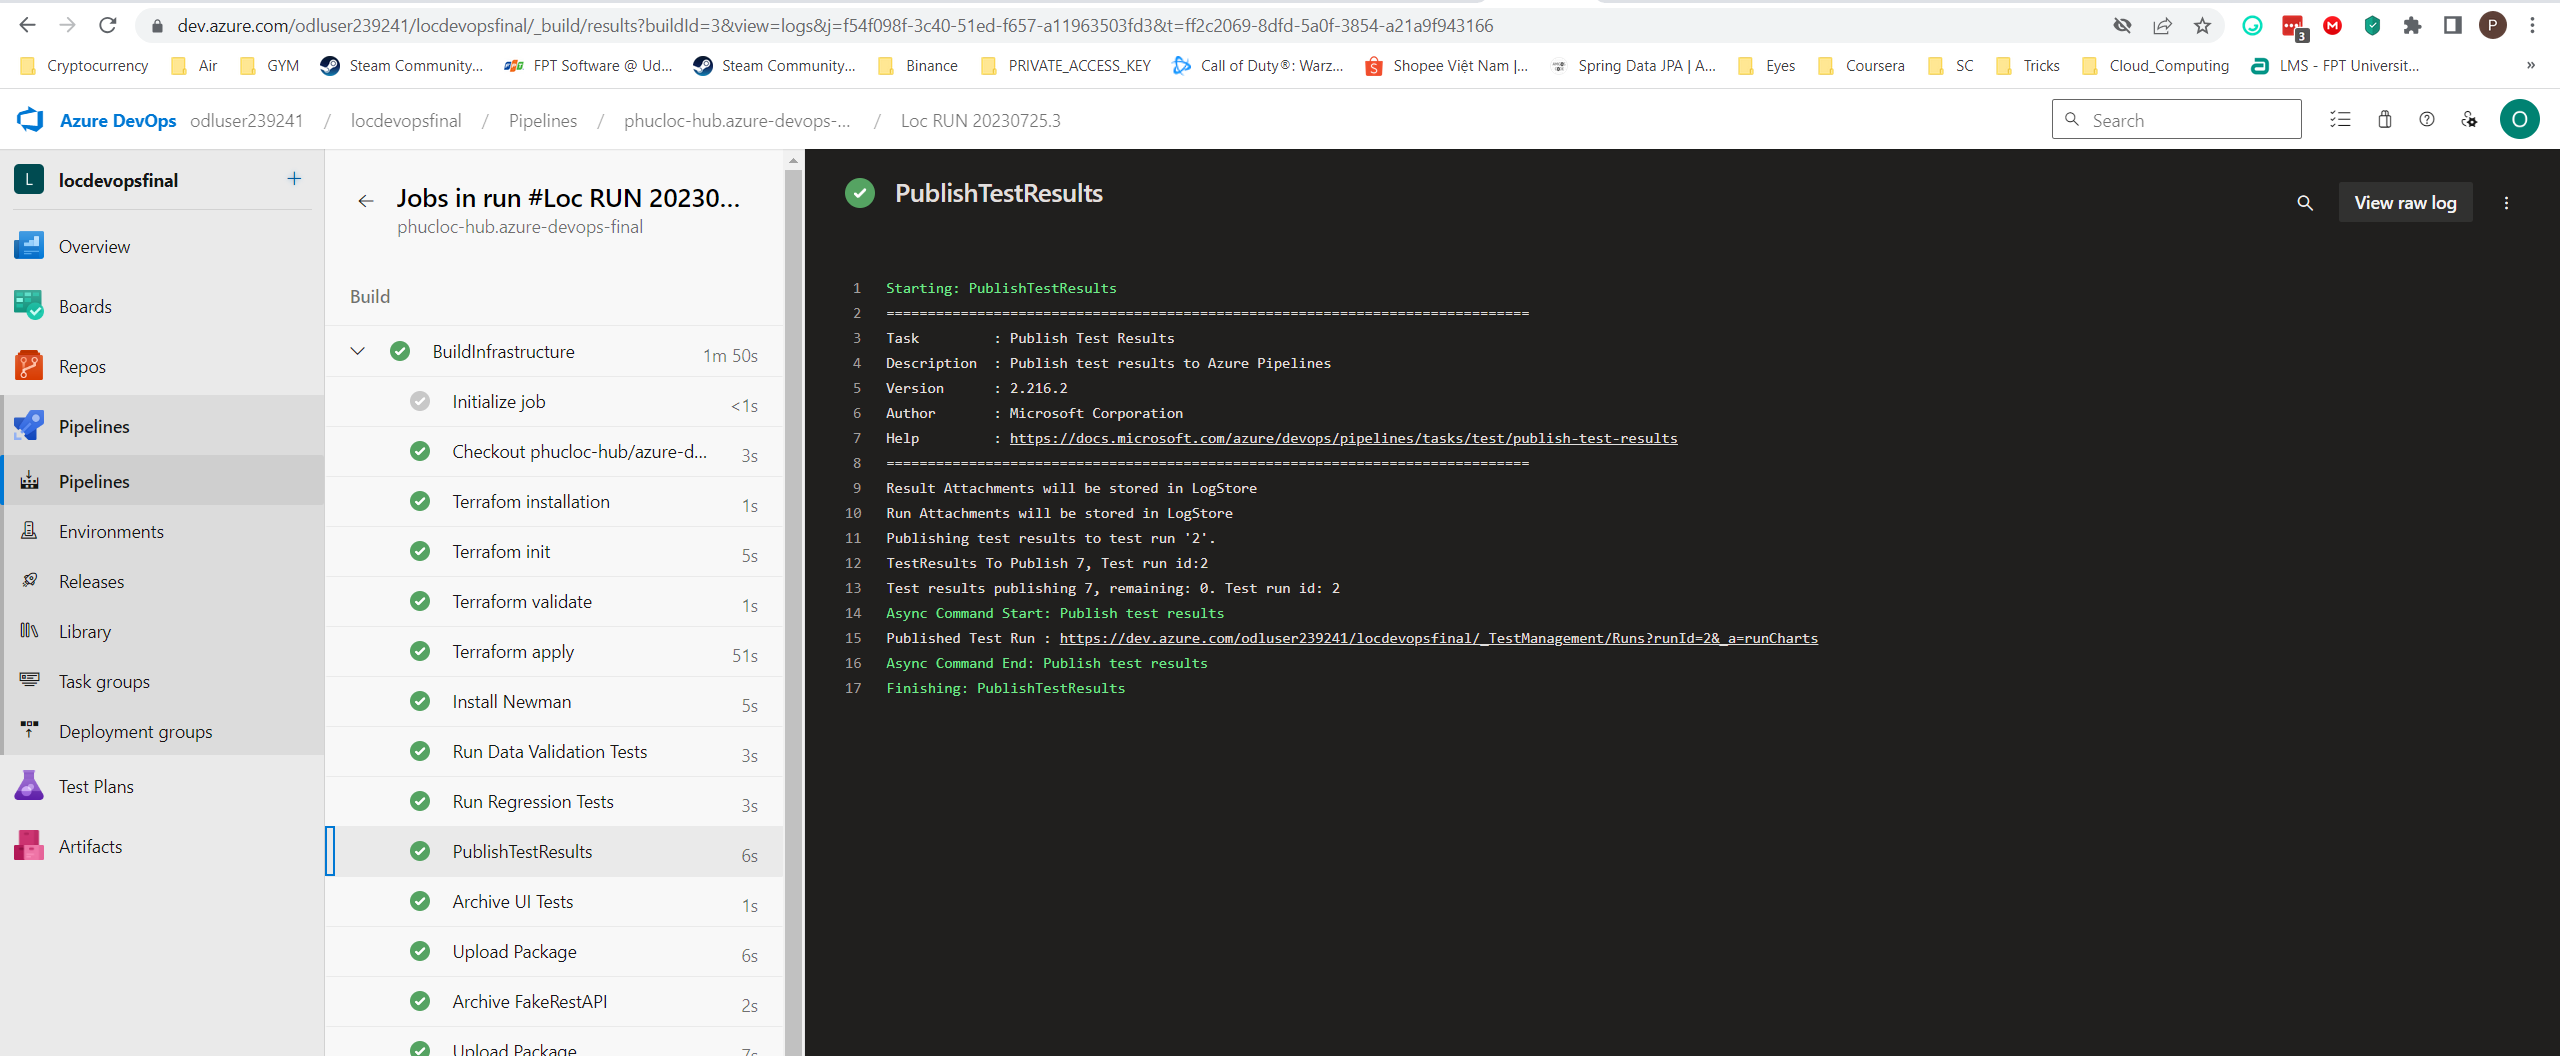 dev.azure.com/odluser239241/locdevopsfinal/_build/results?buildId=3&view=logs&j=f54f098f-3c40-51ed-f657-a11963503fd3&t=ff2c2069-8dfd-5a0f-3854-a21a9f943166
3
P
Cryptocurrency Air GYM Steam Community... FPT Software @ Ud... Steam Community... Binance PRIVATE_ACCESS_KEY Call of Duty®: Warz... Shopee Việt Nam |... Spring Data JPA | A... Eyes Coursera SC Tricks Cloud_Computing LMS - FPT Universit... »
Azure DevOps odluser239241 / locdevopsfinal / Pipelines / phucloc-hub.azure-devops-... / Loc RUN 20230725.3
Search
O
L locdevopsfinal +
Overview
Boards
Repos
Pipelines
Pipelines
Environments
Releases
Library
Task groups
Deployment groups
Test Plans
Artifacts
Jobs in run #Loc RUN 20230...
phucloc-hub.azure-devops-final
Build
BuildInfrastructure 1m 50s
Initialize job <1s
Checkout phucloc-hub/azure-d... 3s
Terrafom installation 1s
Terrafom init 5s
Terraform validate 1s
Terraform apply 51s
Install Newman 5s
Run Data Validation Tests 3s
Run Regression Tests 3s
PublishTestResults 6s
Archive UI Tests 1s
Upload Package 6s
Archive FakeRestAPI 2s
Upload Package 7s
PublishTestResults
View raw log
1 Starting: PublishTestResults
2 ==============================================================================
3 Task : Publish Test Results
4 Description : Publish test results to Azure Pipelines
5 Version : 2.216.2
6 Author : Microsoft Corporation
7 Help : https://docs.microsoft.com/azure/devops/pipelines/tasks/test/publish-test-results
8 ==============================================================================
9 Result Attachments will be stored in LogStore
10 Run Attachments will be stored in LogStore
11 Publishing test results to test run '2'.
12 TestResults To Publish 7, Test run id:2
13 Test results publishing 7, remaining: 0. Test run id: 2
14 Async Command Start: Publish test results
15 Published Test Run : https://dev.azure.com/odluser239241/locdevopsfinal/_TestManagement/Runs?runId=2&_a=runCharts
16 Async Command End: Publish test results
17 Finishing: PublishTestResults